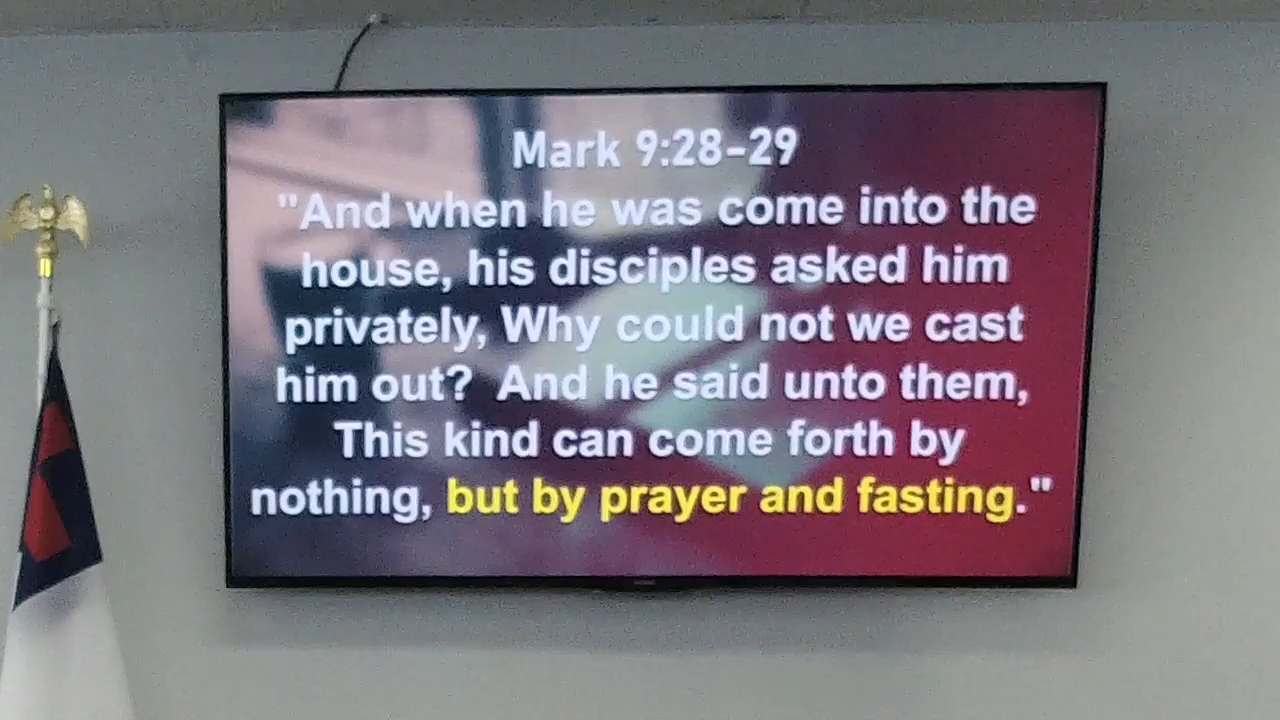 Mark 9:28-29
"And when he was come into the
house, his disciples asked him
privately, Why could not we cast
him out?  And he said unto them,
This kind can come forth by
nothing, but by prayer and fasting."